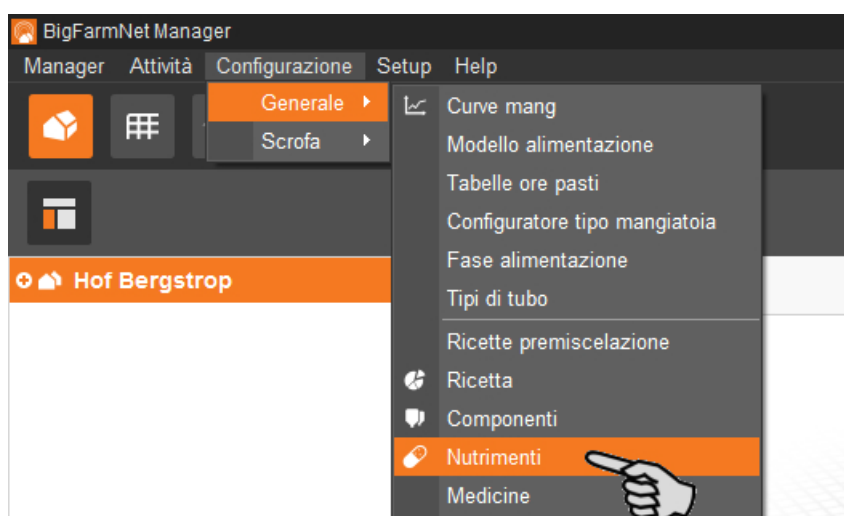 BigFarmNet Manager
Manager Attività Configurazione Setup Help
Generale
Scrofa
Curve mang
Modello alimentazione
Tabelle ore pasti
Configuratore tipo mangiatoia
Fase alimentazione
Tipi di tubo
Ricette premiscelazione
Ricetta
Componenti
Nutrimenti
Medicine
Hof Bergstrop